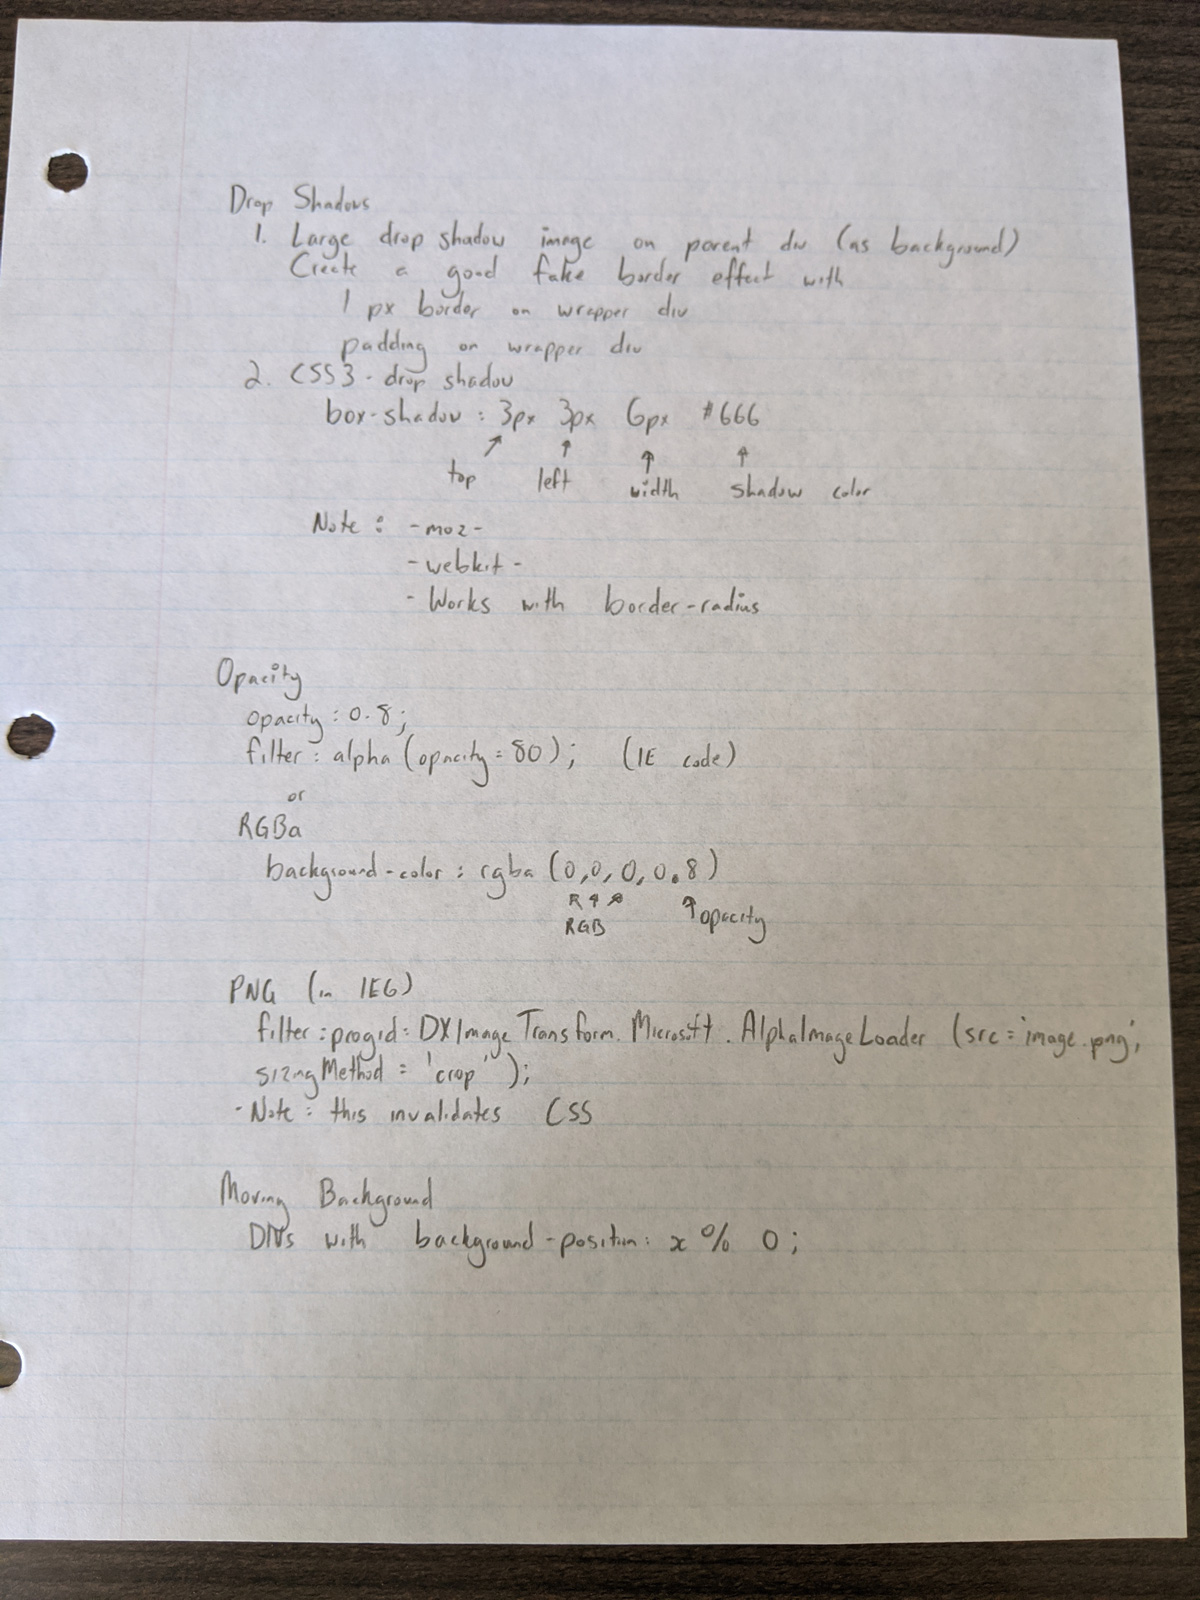 Drop Shadows
1. Large drop shadow image on parent div (as background)
Create a good fake border effect with
1 px border on wrapper div
padding on wrapper div
2. CSS3 - drop shadow
box-shadow : 3px 3px 6px #666
top left width shadow color
Note : -moz-
-webkit-
- Works with border-radius
Opacity
opacity : 0.8;
filter : alpha (opacity = 80); (IE code)
or
RGBa
background-color : rgba (0,0,0,0.8)
RGB opacity
PNG (in IE6)
filter : progid: DXImageTransform.Microsoft.AlphaImageLoader (src='image.png',
sizingMethod = 'crop');
- Note : this invalidates CSS
Moving Background
DIVs with background-position: x% 0;